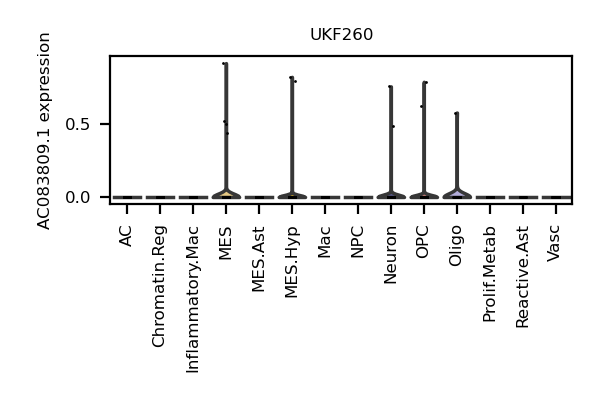 UKF260
AC083809.1 expression
0.5
0.0
AC
Chromatin.Reg
Inflammatory.Mac
MES
MES.Ast
MES.Hyp
Mac
NPC
Neuron
OPC
Oligo
Prolif.Metab
Reactive.Ast
Vasc